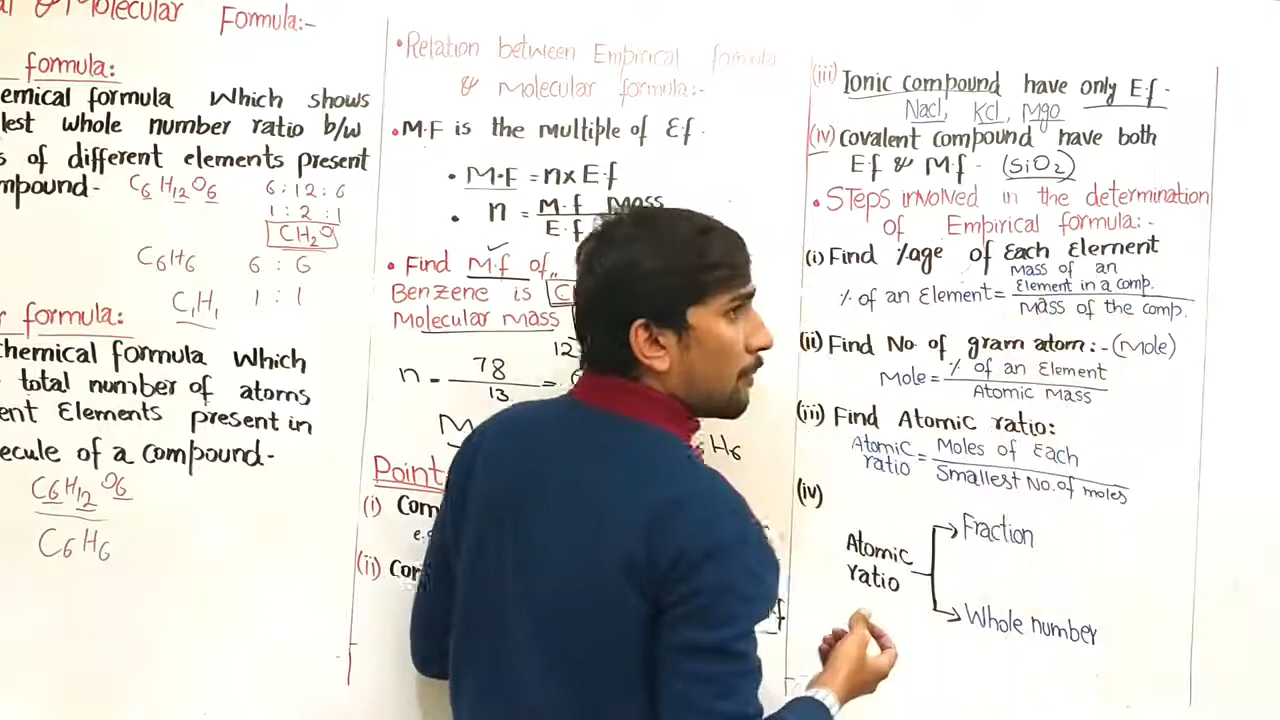 Molecular Formula:-
formula:
emical formula Which shows
lest whole number ratio b/w
s of different elements present
mpound- C6H12O6 6:12:6
1:2:1
CH2O
C6H6 6:6
C1H1 1:1
r formula:
hemical formula Which
total number of atoms
ent Elements present in
ecule of a compound-
C6H12O6
C6H6
•Relation between Empirical formula
& Molecular formula:-
•M.F is the multiple of E.f.
•M.F = nx E.f
• n = M.f Mass
E.f
•Find M.f of
Benzene is C
Molecular mass
12
n = 78
13 =
M
H6
Point
(i) Com
e.
(ii) Co
f
(iii) Ionic compound have only E.f.
Nacl, Kcl, Mgo
(iv) covalent compound have both
E.f & M.f. (SiO2)
•Steps involved in the determination
of Empirical formula:-
(i) Find %age of Each Element
% of an Element = Mass of an
Element in a comp.
Mass of the comp.
(ii) Find No. of gram atom:-(Mole)
Mole = % of an Element
Atomic Mass
(iii) Find Atomic ratio:
Atomic ratio = Moles of Each
Smallest No. of moles
(iv)
Fraction
Atomic
ratio
Whole number